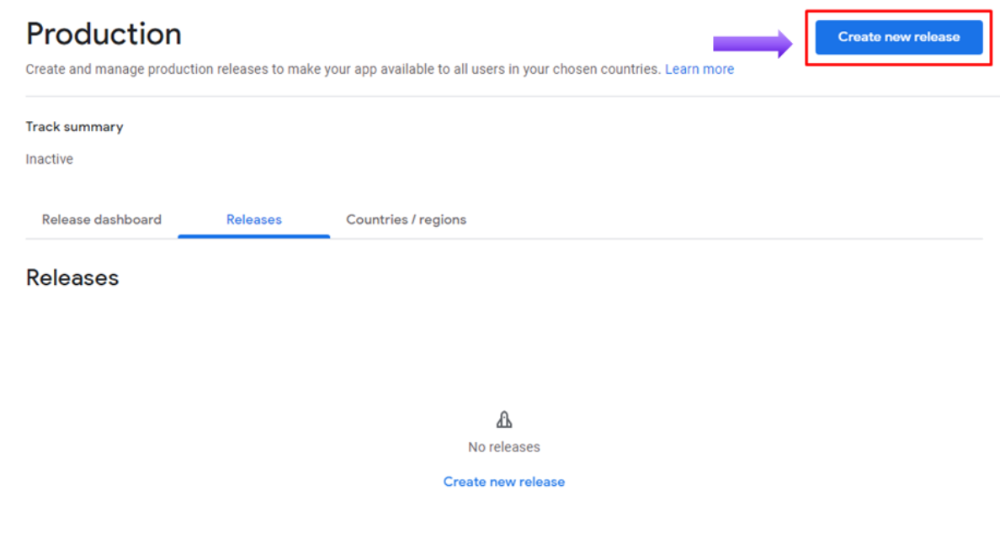 Production
Create new release
Create and manage production releases to make your app available to all users in your chosen countries. Learn more
Track summary
Inactive
Release dashboard Releases Countries / regions
Releases
No releases
Create new release